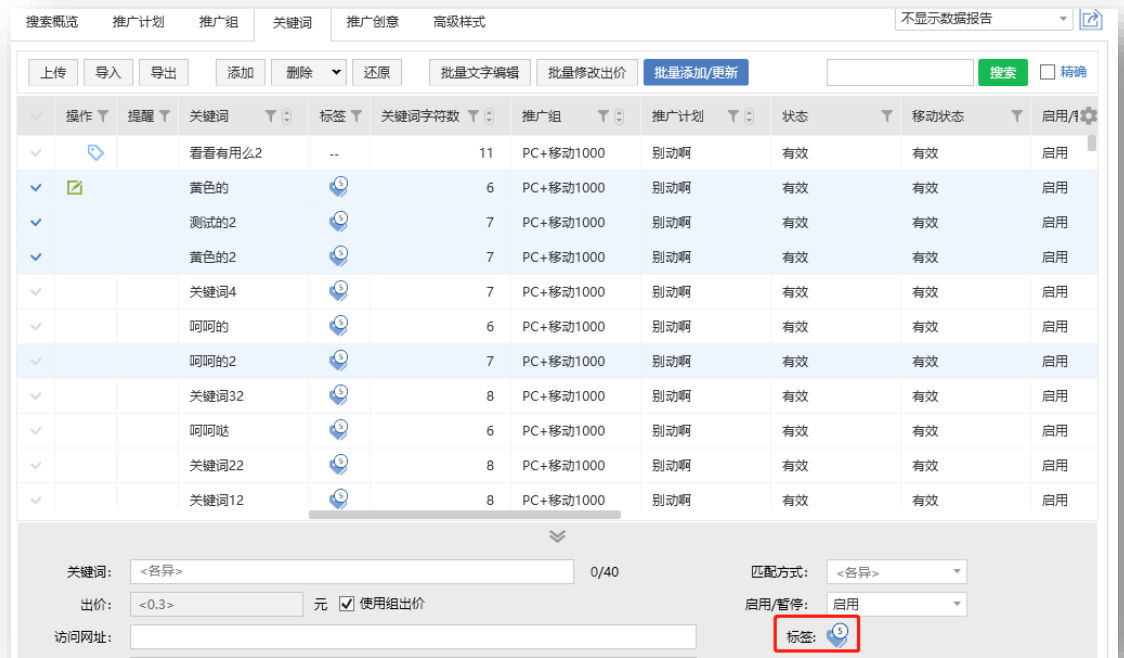 搜索概览 推广计划 推广组 关键词 推广创意 高级样式 不显示数据报告
上传 导入 导出 添加 删除 还原 批量文字编辑 批量修改出价 批量添加/更新 搜索 精确
操作 提醒 关键词 标签 关键词字符数 推广组 推广计划 状态 移动状态 启用/
看看有用么2 -- 11 PC+移动1000 别动啊 有效 有效 启用
黄色的 5 6 PC+移动1000 别动啊 有效 有效 启用
测试的2 5 7 PC+移动1000 别动啊 有效 有效 启用
黄色的2 5 7 PC+移动1000 别动啊 有效 有效 启用
关键词4 5 7 PC+移动1000 别动啊 有效 有效 启用
呵呵的 5 6 PC+移动1000 别动啊 有效 有效 启用
呵呵的2 5 7 PC+移动1000 别动啊 有效 有效 启用
关键词32 5 8 PC+移动1000 别动啊 有效 有效 启用
呵呵哒 5 6 PC+移动1000 别动啊 有效 有效 启用
关键词22 5 8 PC+移动1000 别动啊 有效 有效 启用
关键词12 5 8 PC+移动1000 别动啊 有效 有效 启用
关键词: <各异> 0/40 匹配方式: <各异>
出价: <0.3> 元 使用组出价 启用/暂停: 启用
访问网址: 标签: 5